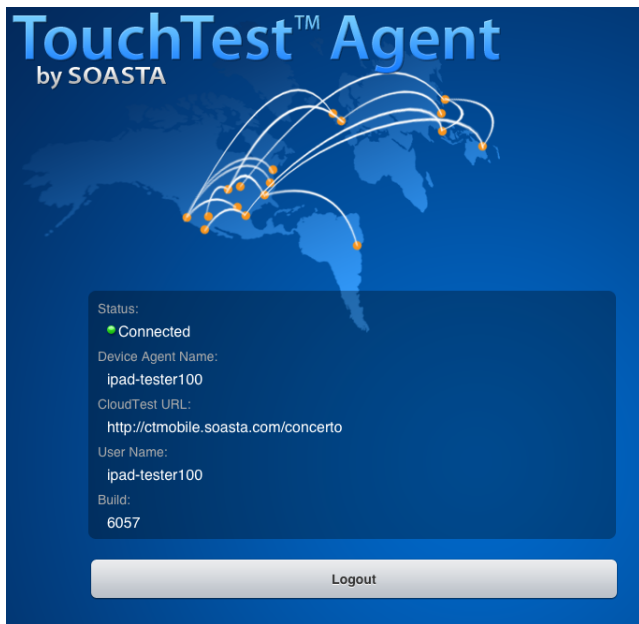 TouchTest™ Agent
by SOASTA
Status:
Connected
Device Agent Name:
ipad-tester100
CloudTest URL:
http://ctmobile.soasta.com/concerto
User Name:
ipad-tester100
Build:
6057
Logout